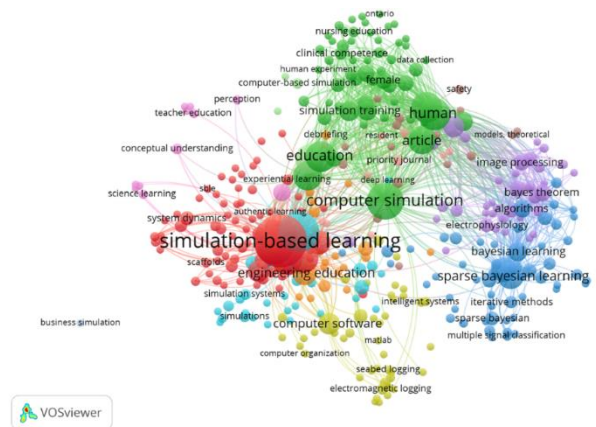 ontario
nursing education
clinical competence
data collection
human experiment
female
computer-based simulation
safety
perception
simulation training
human
teacher education
debriefing
resident
models, theoretical
article
conceptual understanding
education
priority journal
image processing
experiential learning
deep learning
bayes theorem
science learning
sble
computer simulation
algorithms
authentic learning
system dynamics
electrophysiology
simulation-based learning
bayesian learning
scaffolds
engineering education
sparse bayesian learning
simulation systems
intelligent systems
iterative methods
simulations
business simulation
computer software
sparse bayesian
matlab
multiple signal classification
computer organization
seabed logging
electromagnetic logging
VOSviewer